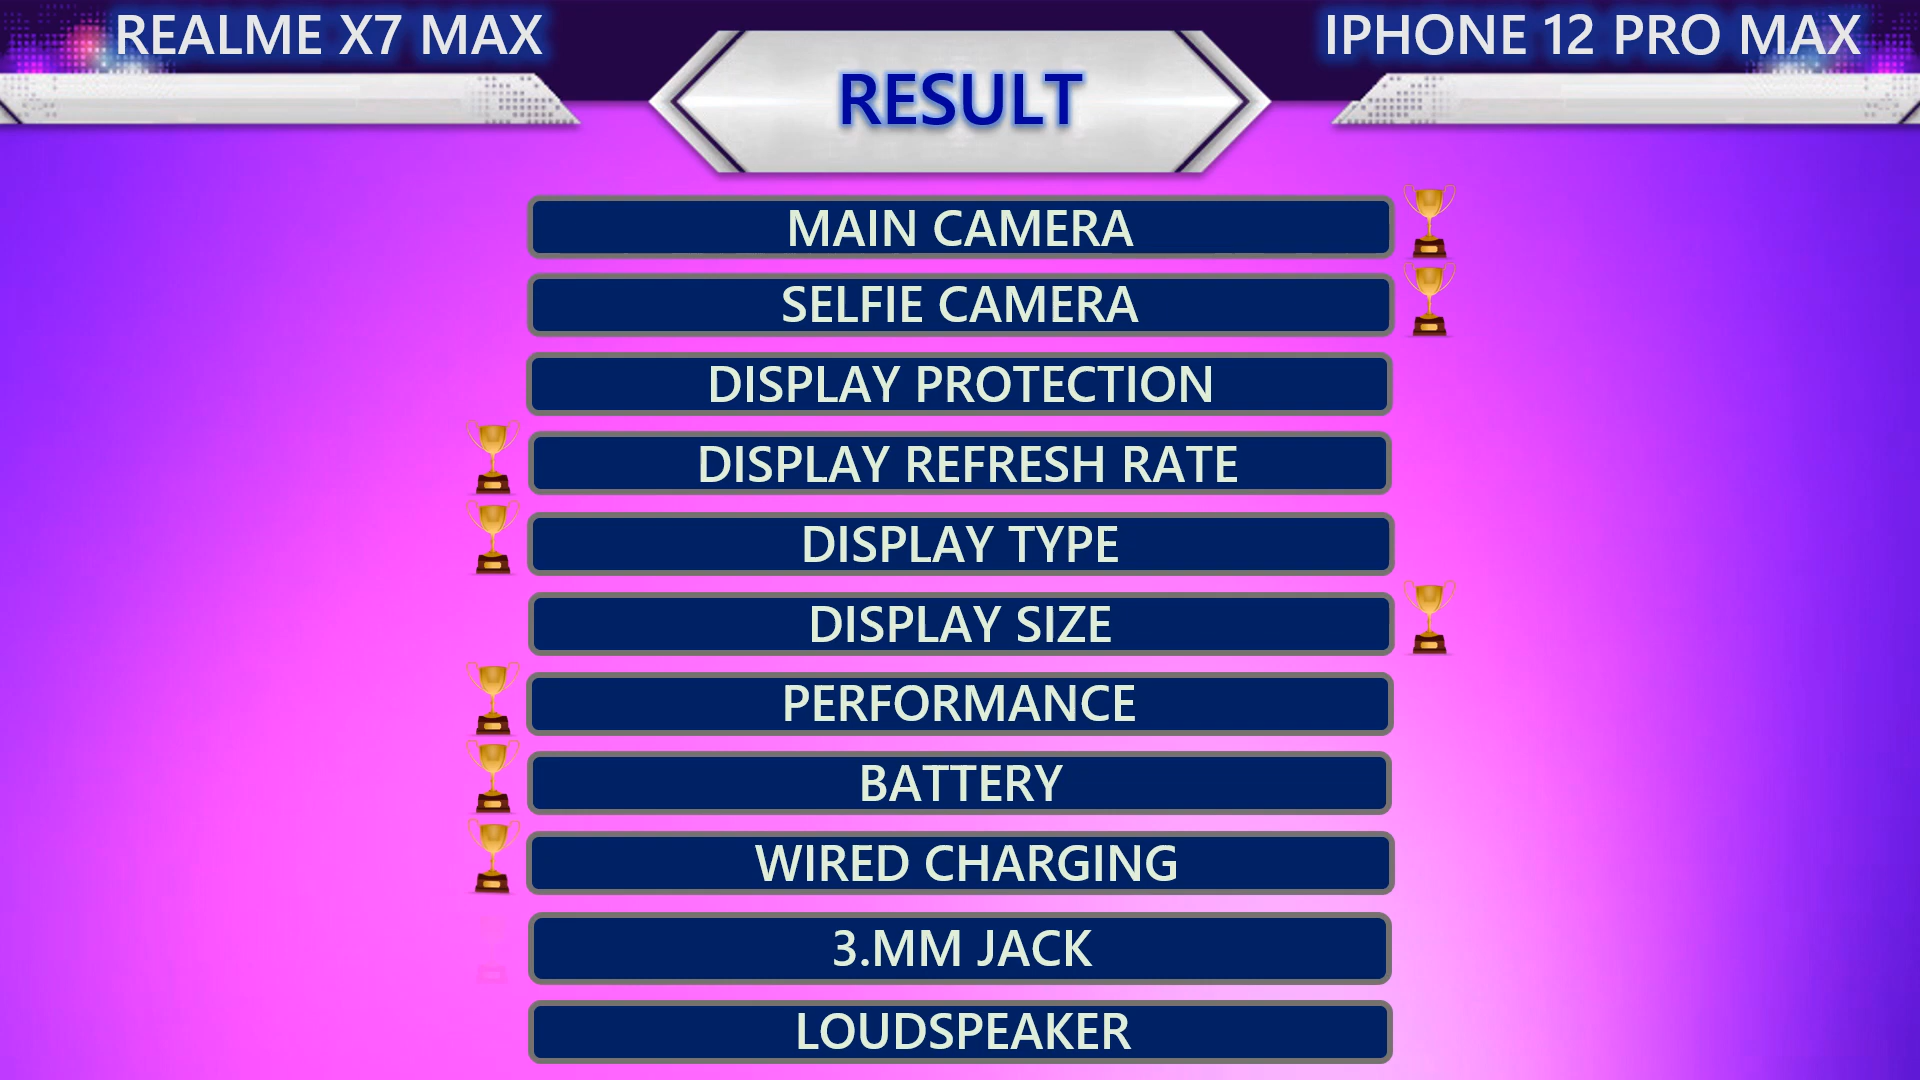 REALME X7 MAX
IPHONE 12 PRO MAX
RESULT
MAIN CAMERA
SELFIE CAMERA
DISPLAY PROTECTION
DISPLAY REFRESH RATE
DISPLAY TYPE
DISPLAY SIZE
PERFORMANCE
BATTERY
WIRED CHARGING
3.MM JACK
LOUDSPEAKER